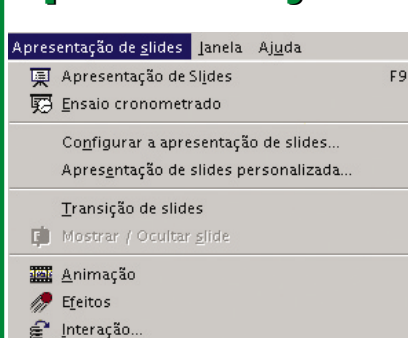 Apresentação de slides Janela Ajuda
Apresentação de Slides F9
Ensaio cronometrado
Configurar a apresentação de slides...
Apresentação de slides personalizada...
Transição de slides
Mostrar / Ocultar slide
Animação
Efeitos
Interação...